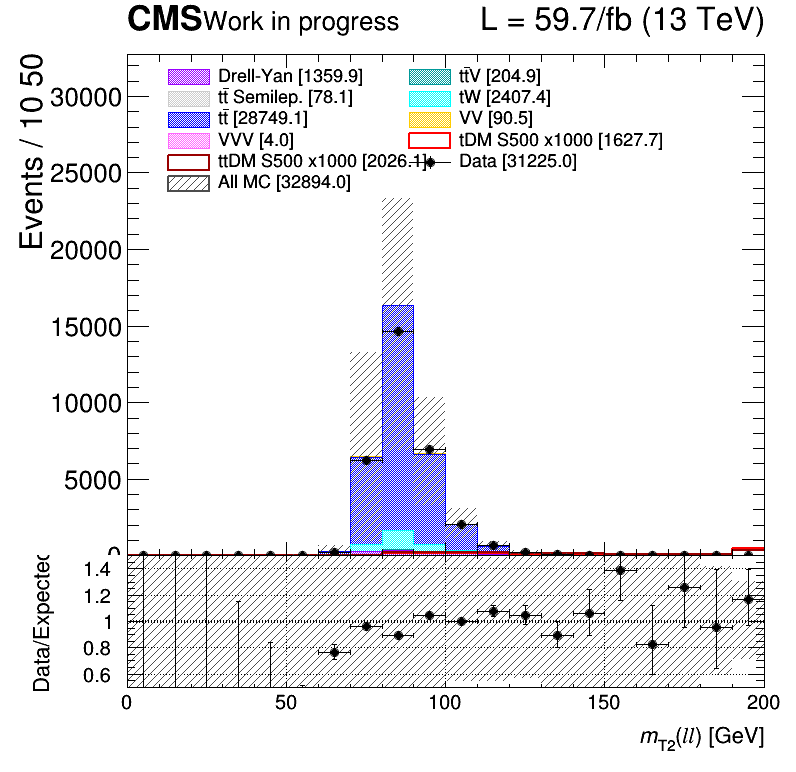 CMS Work in progress L = 59.7/fb (13 TeV)
Events / 10 50
30000
25000
20000
15000
10000
5000
0
Drell-Yan [1359.9]
tt̄ Semilep. [78.1]
tt̄ [28749.1]
VVV [4.0]
ttDM S500 x1000 [2026.1]
All MC [32894.0]
tt̄V [204.9]
tW [2407.4]
VV [90.5]
tDM S500 x1000 [1627.7]
Data [31225.0]
Data/Expected
1.4
1.2
1
0.8
0.6
0 50 100 150 200
m_T2(ll) [GeV]